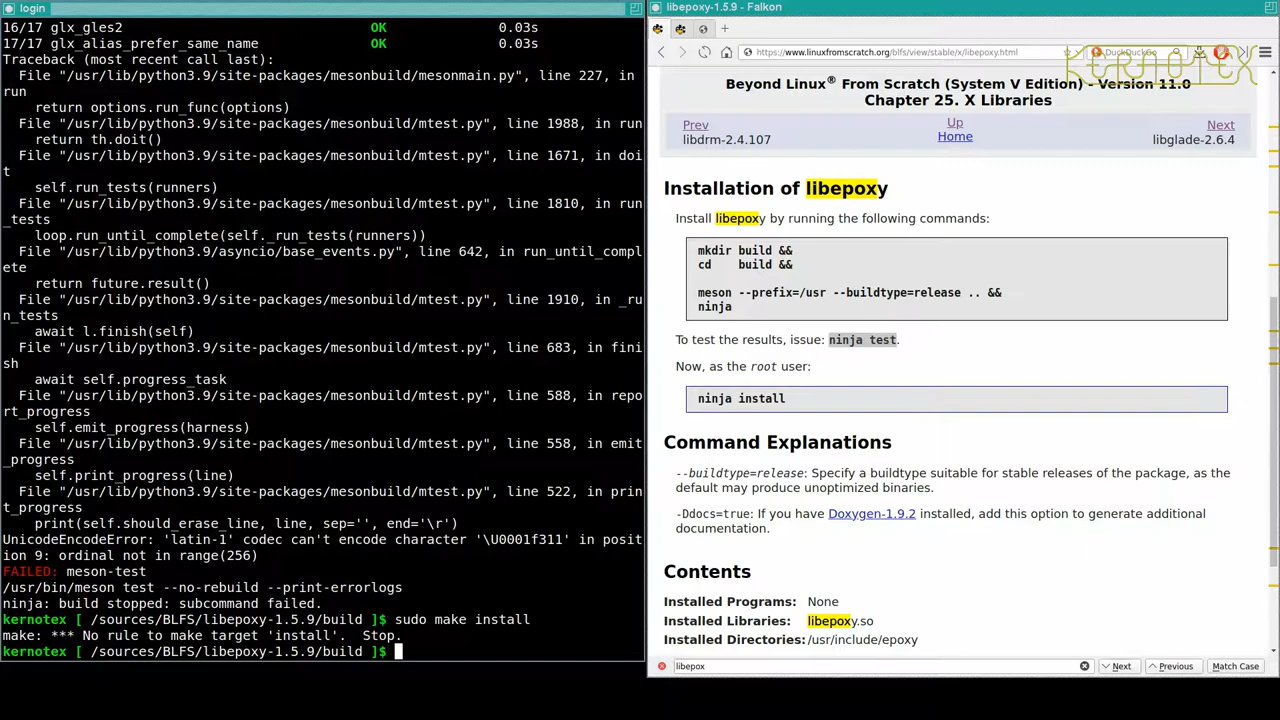 login
16/17 glx_gles2 OK 0.03s
17/17 glx_alias_prefer_same_name OK 0.03s
Traceback (most recent call last):
File "/usr/lib/python3.9/site-packages/mesonbuild/mesonmain.py", line 227, in
run
return options.run_func(options)
File "/usr/lib/python3.9/site-packages/mesonbuild/mtest.py", line 1988, in run
return th.doit()
File "/usr/lib/python3.9/site-packages/mesonbuild/mtest.py", line 1671, in doi
t
self.run_tests(runners)
File "/usr/lib/python3.9/site-packages/mesonbuild/mtest.py", line 1810, in run
_tests
loop.run_until_complete(self._run_tests(runners))
File "/usr/lib/python3.9/asyncio/base_events.py", line 642, in run_until_compl
ete
return future.result()
File "/usr/lib/python3.9/site-packages/mesonbuild/mtest.py", line 1910, in _ru
n_tests
await l.finish(self)
File "/usr/lib/python3.9/site-packages/mesonbuild/mtest.py", line 683, in fini
sh
await self.progress_task
File "/usr/lib/python3.9/site-packages/mesonbuild/mtest.py", line 588, in repo
rt_progress
self.emit_progress(harness)
File "/usr/lib/python3.9/site-packages/mesonbuild/mtest.py", line 558, in emit
_progress
self.print_progress(line)
File "/usr/lib/python3.9/site-packages/mesonbuild/mtest.py", line 522, in prin
t_progress
print(self.should_erase_line, line, sep='', end='\r')
UnicodeEncodeError: 'latin-1' codec can't encode character '\U0001f311' in posit
ion 9: ordinal not in range(256)
FAILED: meson-test
/usr/bin/meson test --no-rebuild --print-errorlogs
ninja: build stopped: subcommand failed.
kernotex [ /sources/BLFS/libepoxy-1.5.9/build ]$ sudo make install
make: *** No rule to make target 'install'.  Stop.
kernotex [ /sources/BLFS/libepoxy-1.5.9/build ]$
libepoxy-1.5.9 - Falkon
https://www.linuxfromscratch.org/blfs/view/stable/x/libepoxy.html
DuckDuckGo
KERNOTEX
Beyond Linux® From Scratch (System V Edition) - Version 11.0
Chapter 25. X Libraries
Prev Up Next
libdrm-2.4.107 Home libglade-2.6.4
Installation of libepoxy
Install libepoxy by running the following commands:
mkdir build &&
cd    build &&
meson --prefix=/usr --buildtype=release .. &&
ninja
To test the results, issue: ninja test.
Now, as the root user:
ninja install
Command Explanations
--buildtype=release: Specify a buildtype suitable for stable releases of the package, as the
default may produce unoptimized binaries.
-Ddocs=true: If you have Doxygen-1.9.2 installed, add this option to generate additional
documentation.
Contents
Installed Programs: None
Installed Libraries: libepoxy.so
Installed Directories: /usr/include/epoxy
libepox Next Previous Match Case